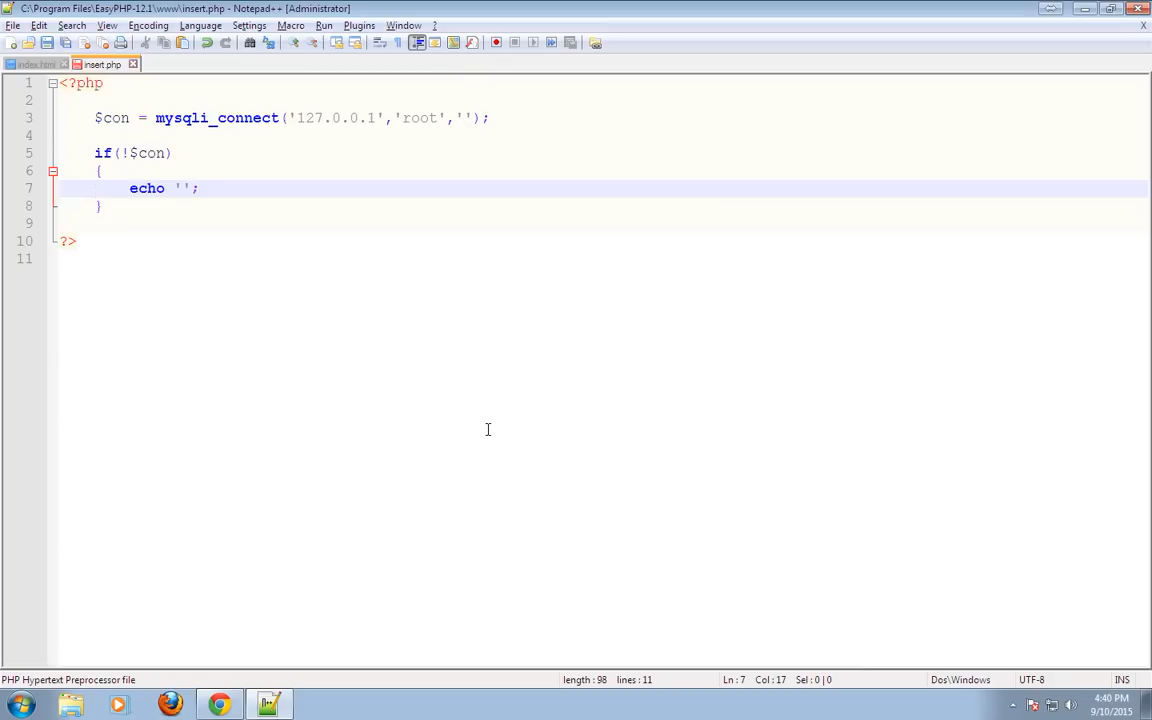 C:\Program Files\EasyPHP-12.1\www\insert.php - Notepad++ [Administrator]
File Edit Search View Encoding Language Settings Macro Run Plugins Window ? X
index.html insert.php
1 <?php
2
3 $con = mysqli_connect('127.0.0.1','root','');
4
5 if(!$con)
6 {
7 echo '';
8 }
9
10 ?>
11
PHP Hypertext Preprocessor file length : 98 lines : 11 Ln : 7 Col : 17 Sel : 0 | 0 Dos\Windows UTF-8 INS
4:40 PM
9/10/2015